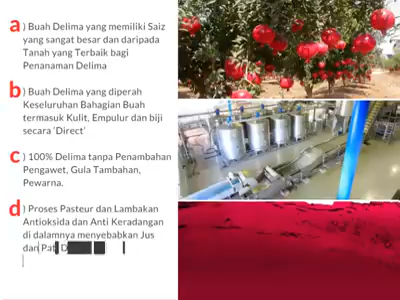 a) Buah Delima yang memiliki Saiz
yang sangat besar dan daripada
Tanah yang Terbaik bagi
Penanaman Delima
b) Buah Delima yang diperah
Keseluruhan Bahagian Buah
termasuk Kulit, Empulur dan biji
secara 'Direct'
c) 100% Delima tanpa Penambahan
Pengawet, Gula Tambahan,
Pewarna.
d) Proses Pasteur dan Lambakan
Antioksida dan Anti Keradangan
di dalamnya menyebabkan Jus
dan